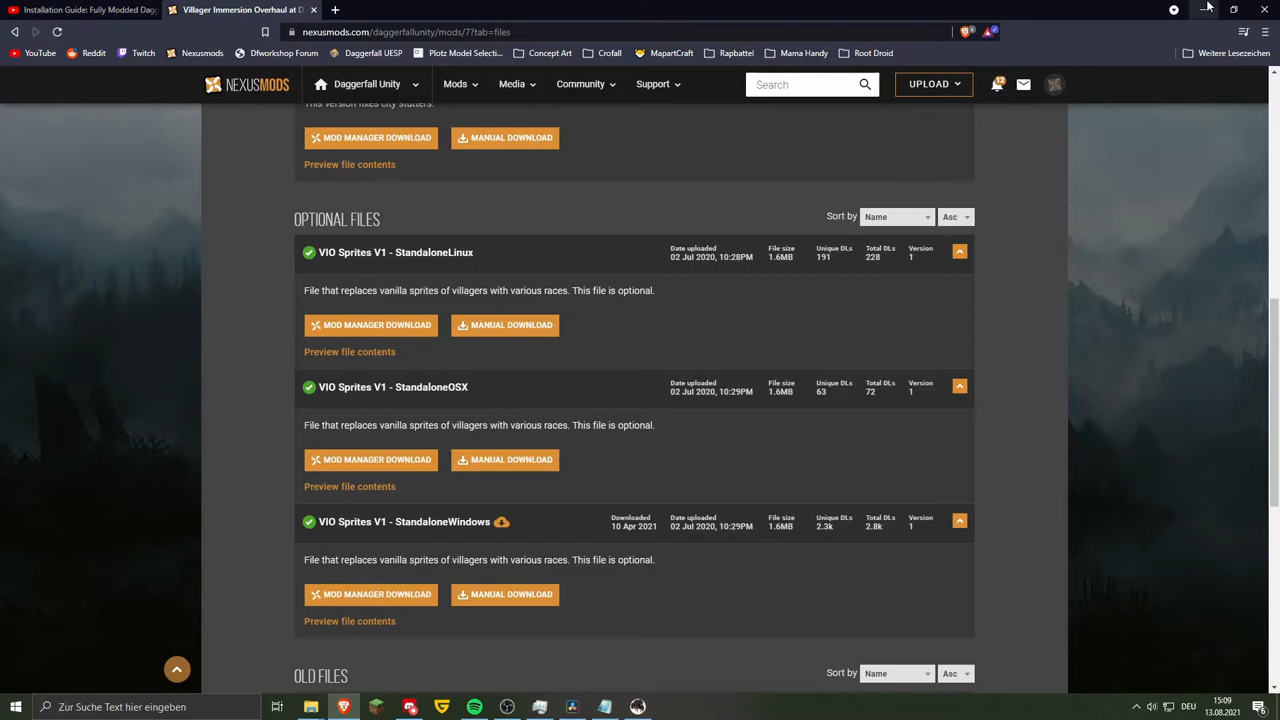 Installation Guide: Fully Modded Dagg
Villager Immersion Overhaul at D
nexusmods.com/daggerfallunity/mods/7?tab=files
YouTube
Reddit
Twitch
Nexusmods
Dfworkshop Forum
Daggerfall UESP
Plotz Model Selecti...
Concept Art
Crofall
MapartCraft
Rapbattel
Mama Handy
Root Droid
Weitere Lesezeichen
NEXUSMODS
Daggerfall Unity
Mods
Media
Community
Support
Search
UPLOAD
12
This version fixes city stutters.
MOD MANAGER DOWNLOAD
MANUAL DOWNLOAD
Preview file contents
OPTIONAL FILES
Sort by
Name
Asc
VIO Sprites V1 - StandaloneLinux
Date uploaded
02 Jul 2020, 10:28PM
File size
1.6MB
Unique DLs
191
Total DLs
228
Version
1
File that replaces vanilla sprites of villagers with various races. This file is optional.
MOD MANAGER DOWNLOAD
MANUAL DOWNLOAD
Preview file contents
VIO Sprites V1 - StandaloneOSX
Date uploaded
02 Jul 2020, 10:29PM
File size
1.6MB
Unique DLs
63
Total DLs
72
Version
1
File that replaces vanilla sprites of villagers with various races. This file is optional.
MOD MANAGER DOWNLOAD
MANUAL DOWNLOAD
Preview file contents
VIO Sprites V1 - StandaloneWindows
Downloaded
10 Apr 2021
Date uploaded
02 Jul 2020, 10:29PM
File size
1.6MB
Unique DLs
2.3k
Total DLs
2.8k
Version
1
File that replaces vanilla sprites of villagers with various races. This file is optional.
MOD MANAGER DOWNLOAD
MANUAL DOWNLOAD
Preview file contents
OLD FILES
Sort by
Name
Asc
Zur Suche Text hier eingeben
DEU
15:09
13.08.2021